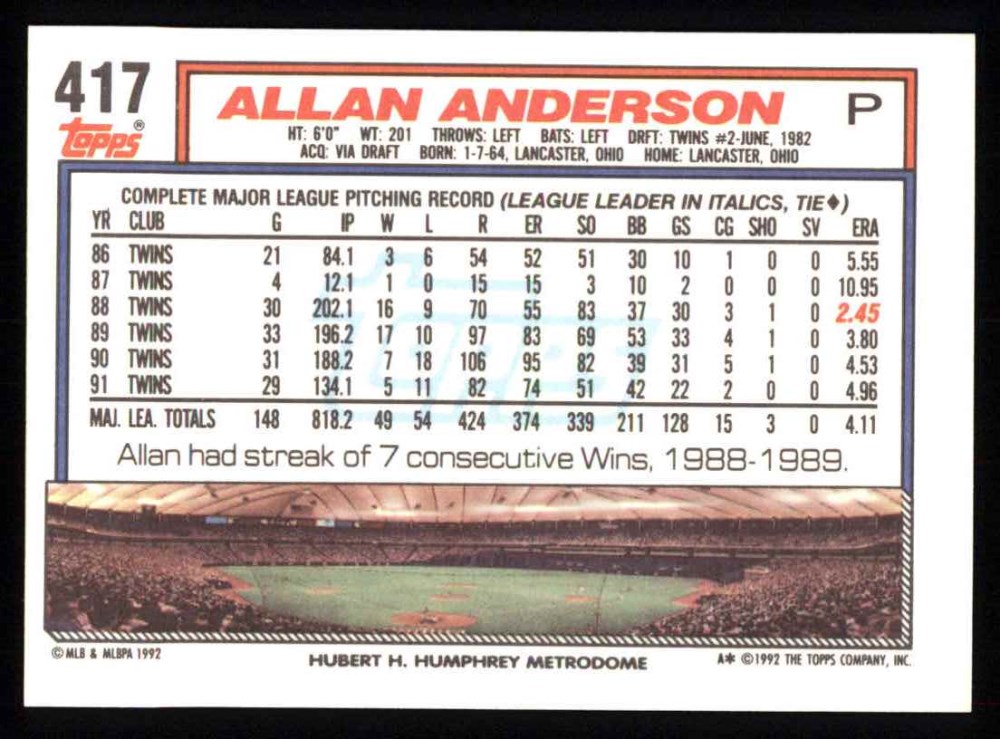 417
Topps®
ALLAN ANDERSON P
HT: 6'0" WT: 201 THROWS: LEFT BATS: LEFT DRFT: TWINS #2-JUNE, 1982
ACQ: VIA DRAFT BORN: 1-7-64, LANCASTER, OHIO HOME: LANCASTER, OHIO
COMPLETE MAJOR LEAGUE PITCHING RECORD (LEAGUE LEADER IN ITALICS, TIE♦)
YR CLUB G IP W L R ER SO BB GS CG SHO SV ERA
86 TWINS 21 84.1 3 6 54 52 51 30 10 1 0 0 5.55
87 TWINS 4 12.1 1 0 15 15 3 10 2 0 0 0 10.95
88 TWINS 30 202.1 16 9 70 55 83 37 30 3 1 0 2.45
89 TWINS 33 196.2 17 10 97 83 69 53 33 4 1 0 3.80
90 TWINS 31 188.2 7 18 106 95 82 39 31 5 1 0 4.53
91 TWINS 29 134.1 5 11 82 74 51 42 22 2 0 0 4.96
MAJ. LEA. TOTALS 148 818.2 49 54 424 374 339 211 128 15 3 0 4.11
Allan had streak of 7 consecutive Wins, 1988-1989.
© MLB & MLBPA 1992
HUBERT H. HUMPHREY METRODOME
A* ©1992 THE TOPPS COMPANY, INC.